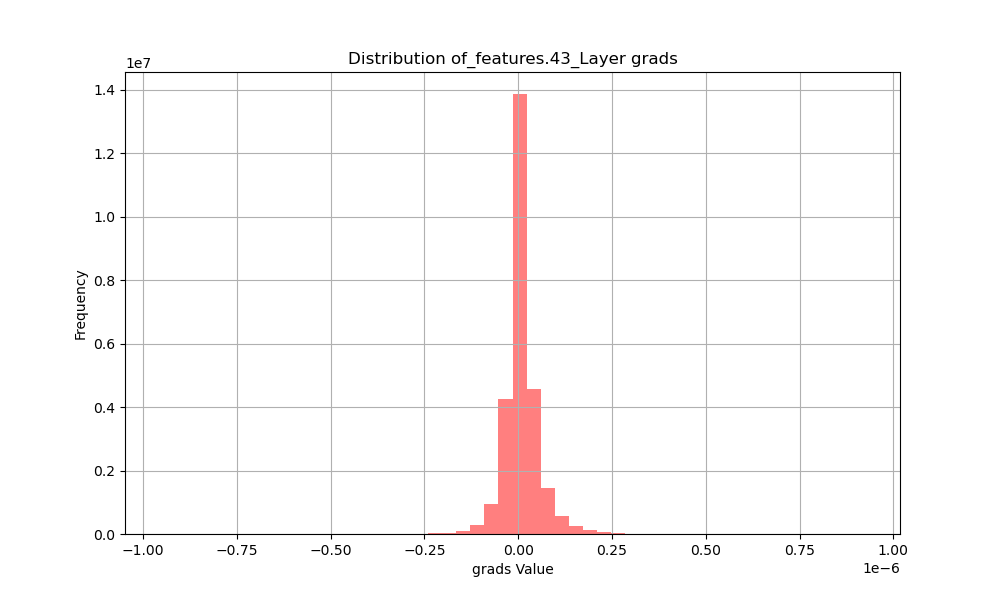 Distribution of_features.43_Layer grads
1e7
1.4
1.2
1.0
0.8
0.6
0.4
0.2
0.0
Frequency
−1.00 −0.75 −0.50 −0.25 0.00 0.25 0.50 0.75 1.00
grads Value
1e−6